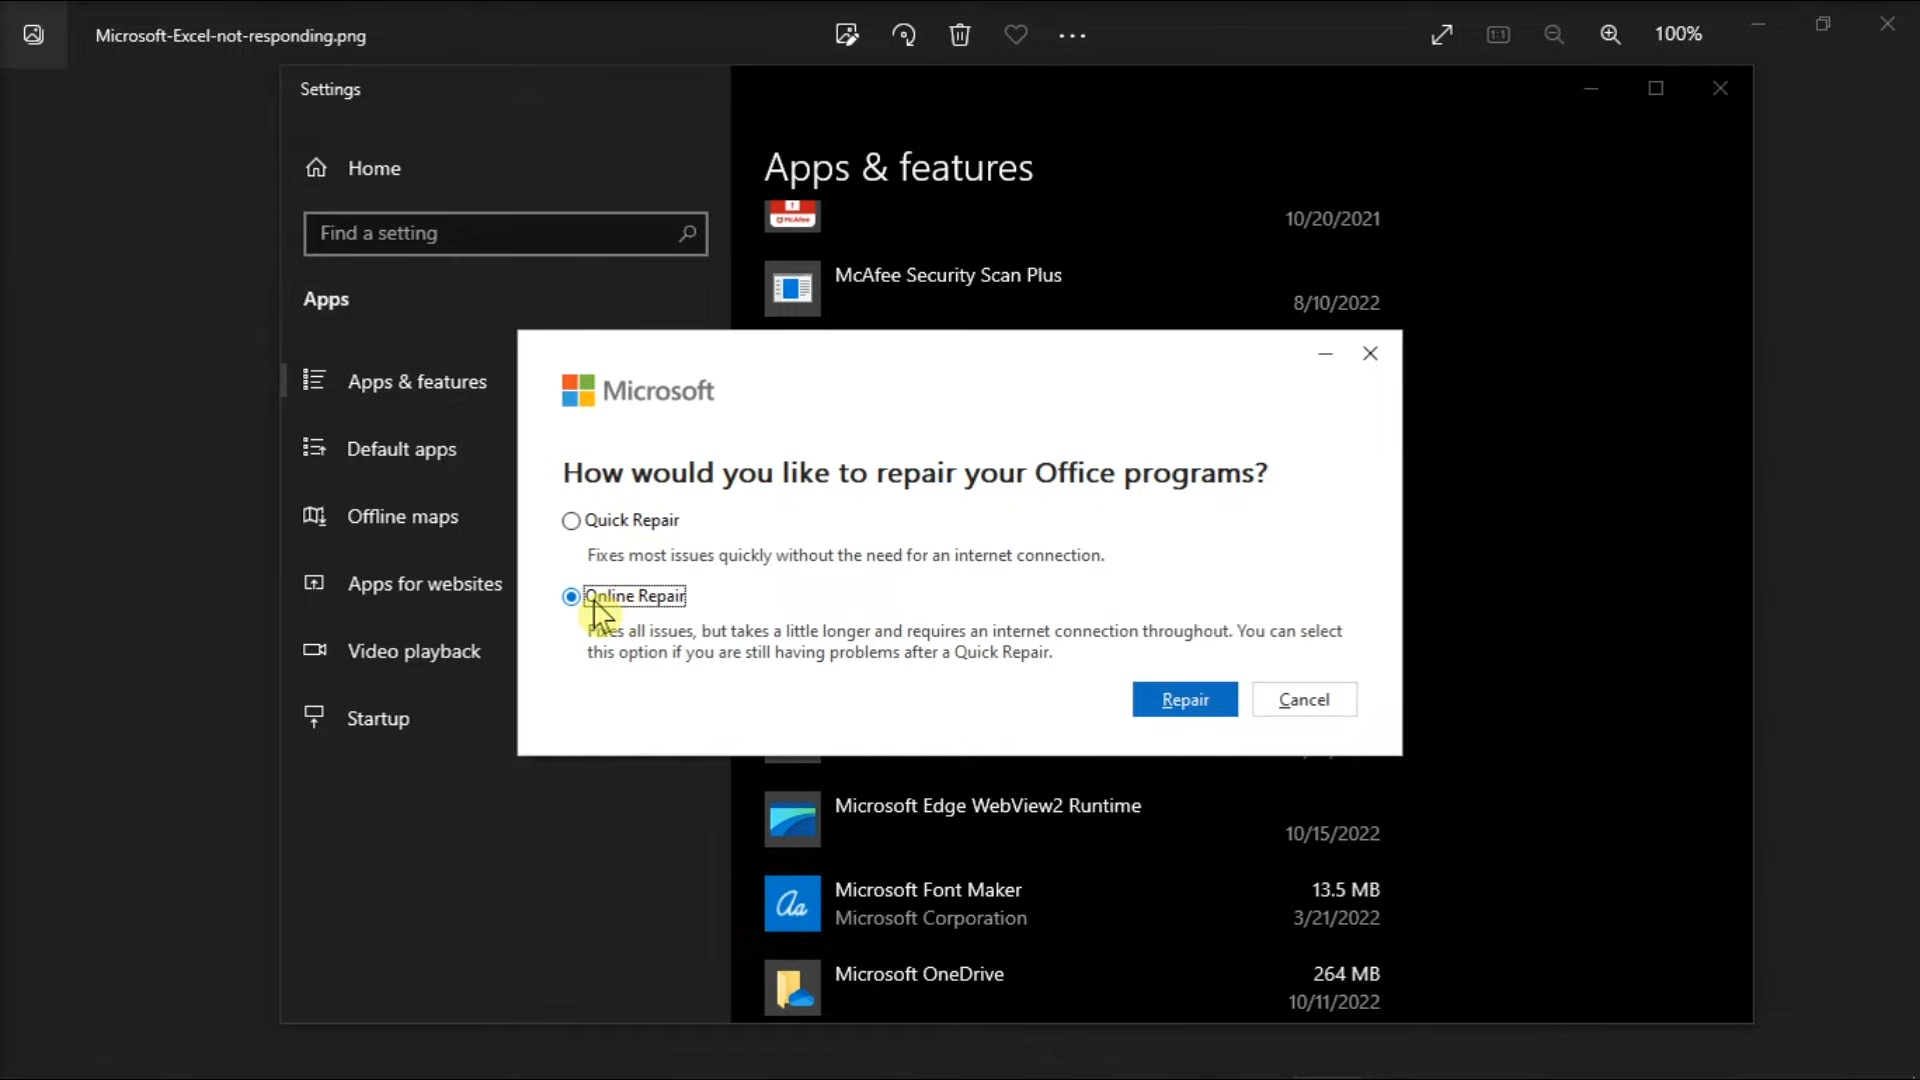 Microsoft-Excel-not-responding.png
1:1
100%
Settings
Home
Find a setting
Apps
Apps & features
Default apps
Offline maps
Apps for websites
Video playback
Startup
Apps & features
McAfee
10/20/2021
McAfee Security Scan Plus
8/10/2022
Microsoft
How would you like to repair your Office programs?
Quick Repair
Fixes most issues quickly without the need for an internet connection.
Online Repair
Fixes all issues, but takes a little longer and requires an internet connection throughout. You can select
this option if you are still having problems after a Quick Repair.
Repair
Cancel
Microsoft Edge WebView2 Runtime
10/15/2022
Aa
Microsoft Font Maker
13.5 MB
Microsoft Corporation
3/21/2022
Microsoft OneDrive
264 MB
10/11/2022